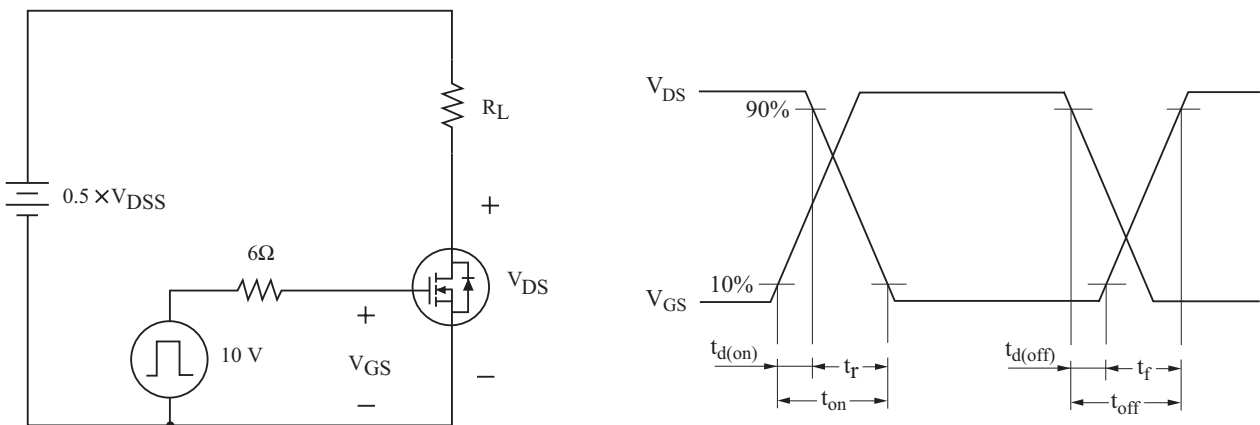 R_L
0.5 ×V_DSS
+
6Ω
V_DS
+
10 V
V_GS
−
−
V_DS
90%
10%
V_GS
t_d(on)
t_r
t_on
t_d(off)
t_f
t_off